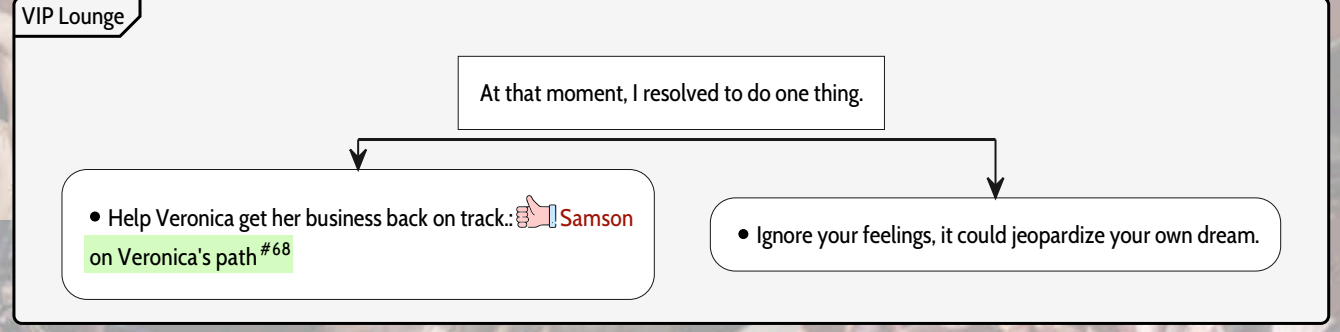 VIP Lounge
At that moment, I resolved to do one thing.
• Help Veronica get her business back on track.: Samson
on Veronica's path #68
• Ignore your feelings, it could jeopardize your own dream.